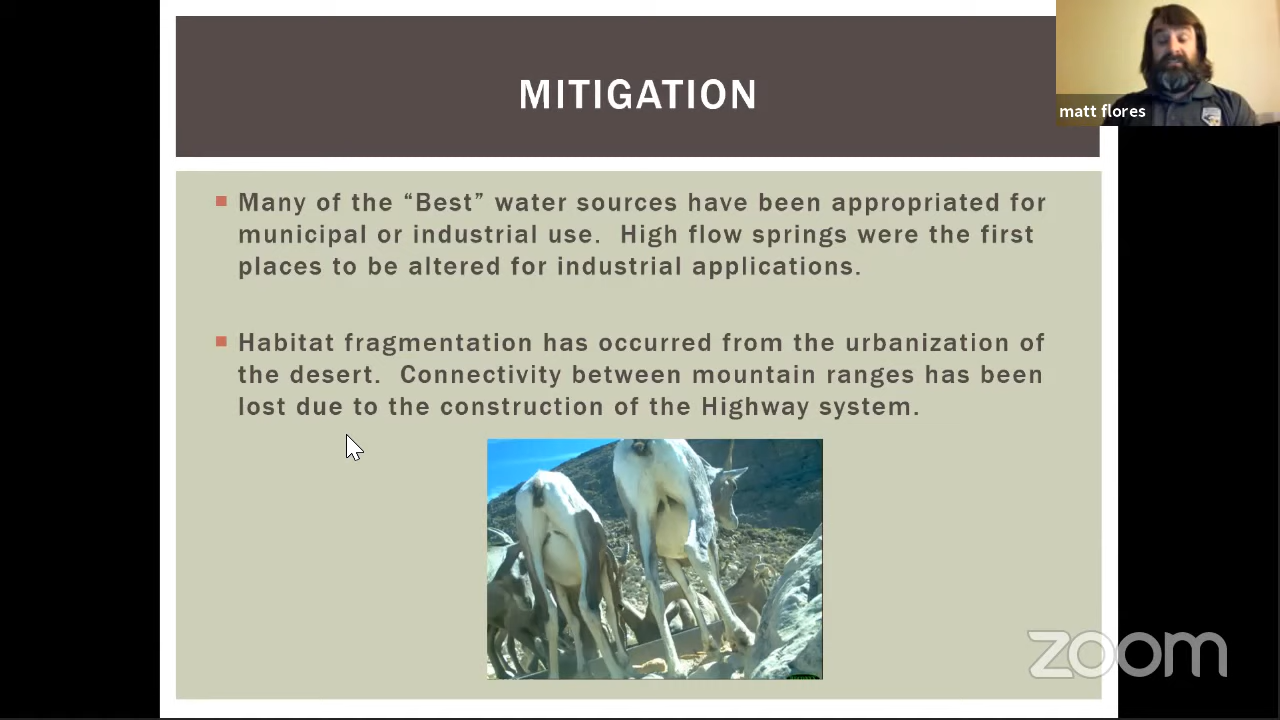 MITIGATION
matt flores
Many of the “Best” water sources have been appropriated for
municipal or industrial use.  High flow springs were the first
places to be altered for industrial applications.
Habitat fragmentation has occurred from the urbanization of
the desert.  Connectivity between mountain ranges has been
lost due to the construction of the Highway system.
zoom